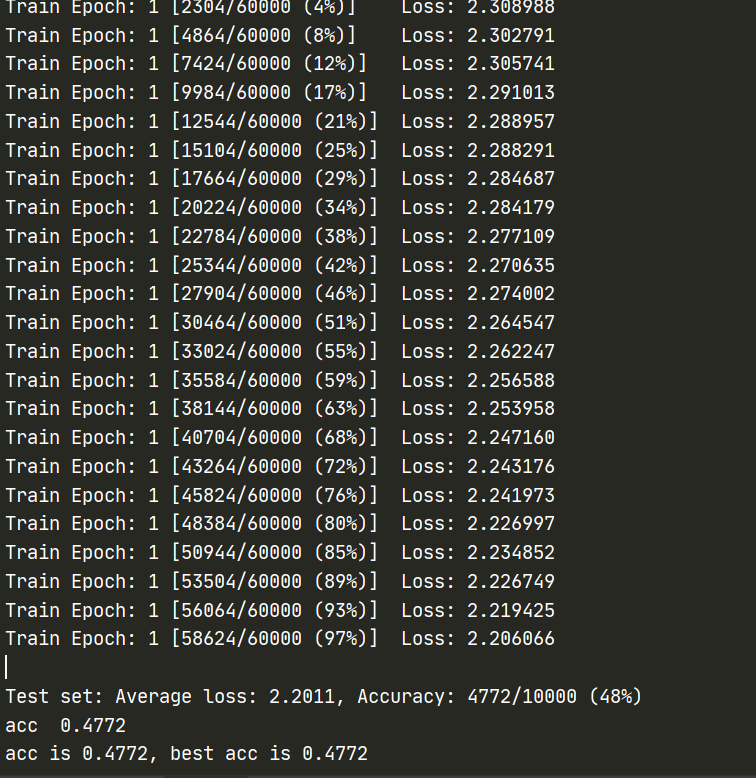 Train Epoch: 1 [2304/60000 (4%)]    Loss: 2.308988
Train Epoch: 1 [4864/60000 (8%)]    Loss: 2.302791
Train Epoch: 1 [7424/60000 (12%)]   Loss: 2.305741
Train Epoch: 1 [9984/60000 (17%)]   Loss: 2.291013
Train Epoch: 1 [12544/60000 (21%)]  Loss: 2.288957
Train Epoch: 1 [15104/60000 (25%)]  Loss: 2.288291
Train Epoch: 1 [17664/60000 (29%)]  Loss: 2.284687
Train Epoch: 1 [20224/60000 (34%)]  Loss: 2.284179
Train Epoch: 1 [22784/60000 (38%)]  Loss: 2.277109
Train Epoch: 1 [25344/60000 (42%)]  Loss: 2.270635
Train Epoch: 1 [27904/60000 (46%)]  Loss: 2.274002
Train Epoch: 1 [30464/60000 (51%)]  Loss: 2.264547
Train Epoch: 1 [33024/60000 (55%)]  Loss: 2.262247
Train Epoch: 1 [35584/60000 (59%)]  Loss: 2.256588
Train Epoch: 1 [38144/60000 (63%)]  Loss: 2.253958
Train Epoch: 1 [40704/60000 (68%)]  Loss: 2.247160
Train Epoch: 1 [43264/60000 (72%)]  Loss: 2.243176
Train Epoch: 1 [45824/60000 (76%)]  Loss: 2.241973
Train Epoch: 1 [48384/60000 (80%)]  Loss: 2.226997
Train Epoch: 1 [50944/60000 (85%)]  Loss: 2.234852
Train Epoch: 1 [53504/60000 (89%)]  Loss: 2.226749
Train Epoch: 1 [56064/60000 (93%)]  Loss: 2.219425
Train Epoch: 1 [58624/60000 (97%)]  Loss: 2.206066
Test set: Average loss: 2.2011, Accuracy: 4772/10000 (48%)
acc  0.4772
acc is 0.4772, best acc is 0.4772